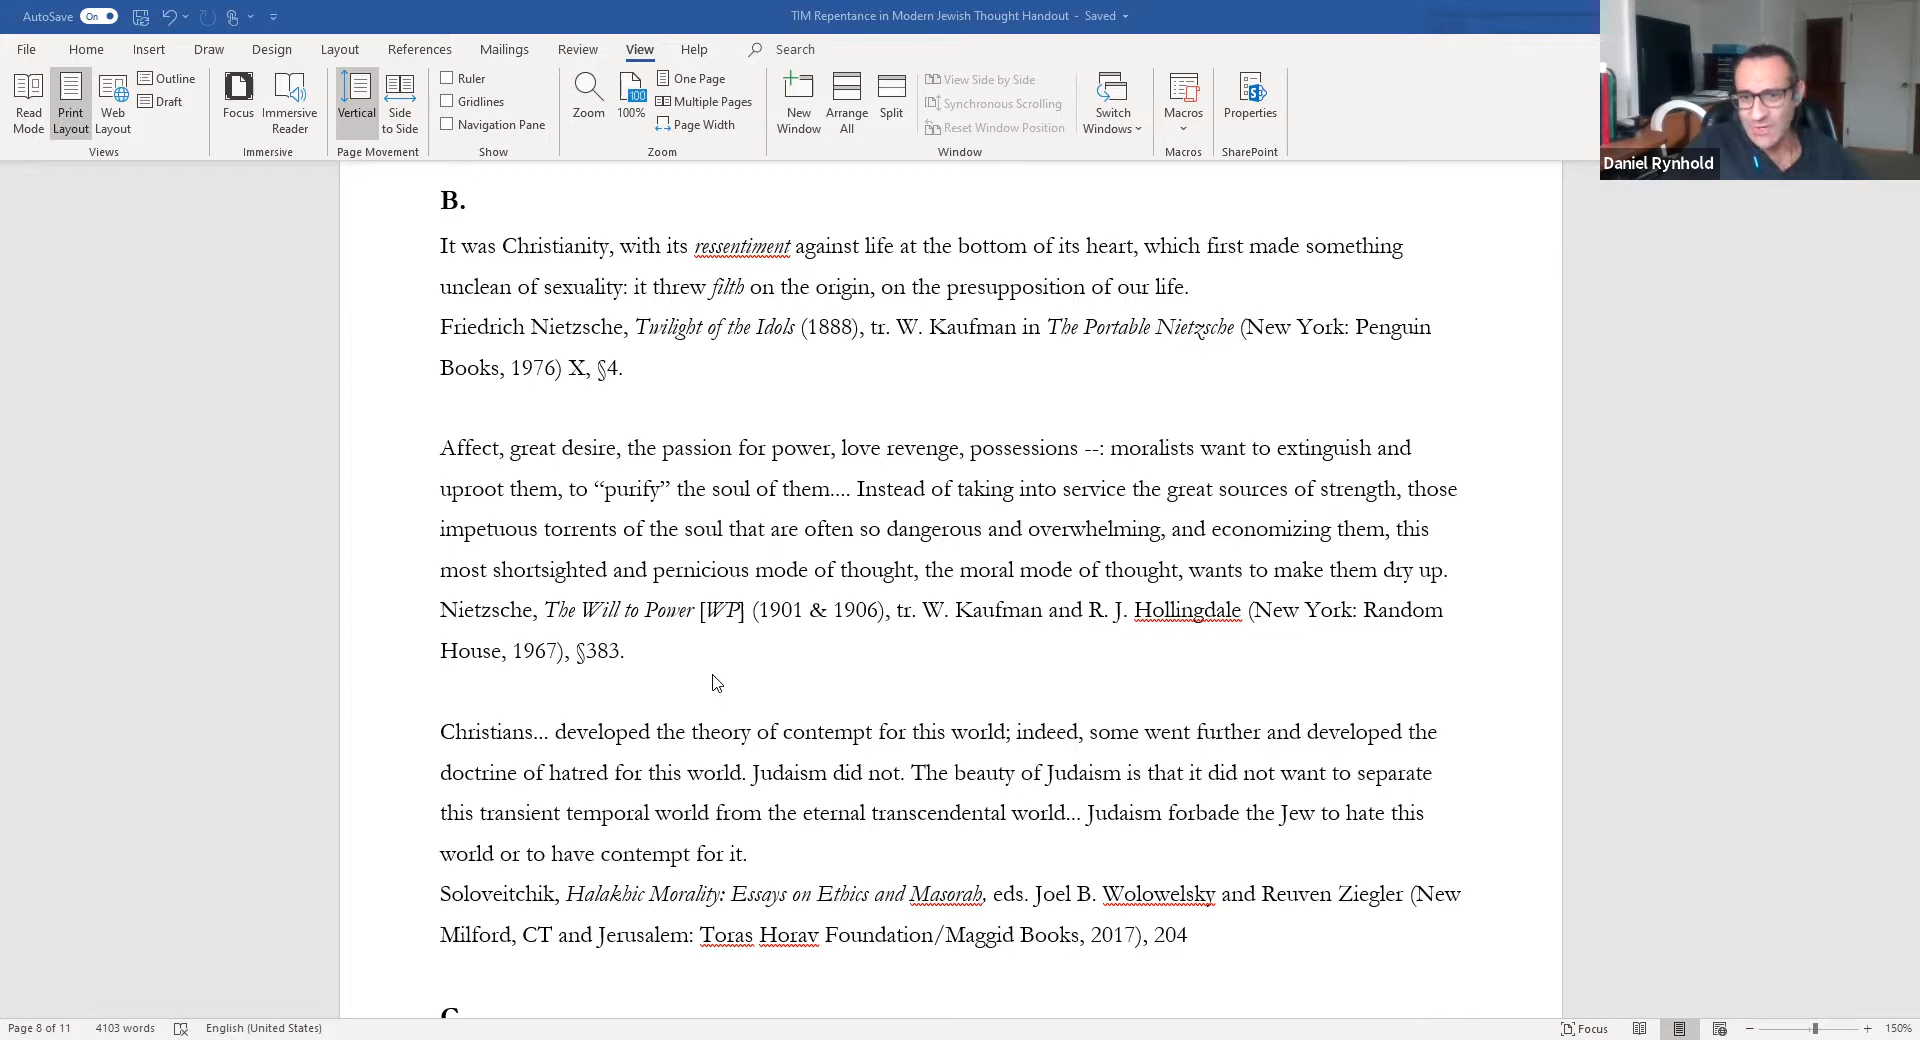 AutoSave On TIM Repentance in Modern Jewish Thought Handout - Saved
File Home Insert Draw Design Layout References Mailings Review View Help Search
Read Mode
Print Layout
Web Layout
Outline
Draft
Views
Focus
Immersive Reader
Immersive
Vertical
Side to Side
Page Movement
Ruler
Gridlines
Navigation Pane
Show
Zoom
100
100%
One Page
Multiple Pages
Page Width
Zoom
New Window
Arrange All
Split
View Side by Side
Synchronous Scrolling
Reset Window Position
Window
Switch Windows
Macros
Macros
Properties
SharePoint
Daniel Rynhold
B.
It was Christianity, with its ressentiment against life at the bottom of its heart, which first made something
unclean of sexuality: it threw filth on the origin, on the presupposition of our life.
Friedrich Nietzsche, Twilight of the Idols (1888), tr. W. Kaufman in The Portable Nietzsche (New York: Penguin
Books, 1976) X, §4.
Affect, great desire, the passion for power, love revenge, possessions --: moralists want to extinguish and
uproot them, to “purify” the soul of them.... Instead of taking into service the great sources of strength, those
impetuous torrents of the soul that are often so dangerous and overwhelming, and economizing them, this
most shortsighted and pernicious mode of thought, the moral mode of thought, wants to make them dry up.
Nietzsche, The Will to Power [WP] (1901 & 1906), tr. W. Kaufman and R. J. Hollingdale (New York: Random
House, 1967), §383.
Christians... developed the theory of contempt for this world; indeed, some went further and developed the
doctrine of hatred for this world. Judaism did not. The beauty of Judaism is that it did not want to separate
this transient temporal world from the eternal transcendental world... Judaism forbade the Jew to hate this
world or to have contempt for it.
Soloveitchik, Halakhic Morality: Essays on Ethics and Masorah, eds. Joel B. Wolowelsky and Reuven Ziegler (New
Milford, CT and Jerusalem: Toras Horav Foundation/Maggid Books, 2017), 204
C
Page 8 of 11 4103 words English (United States) Focus 150%